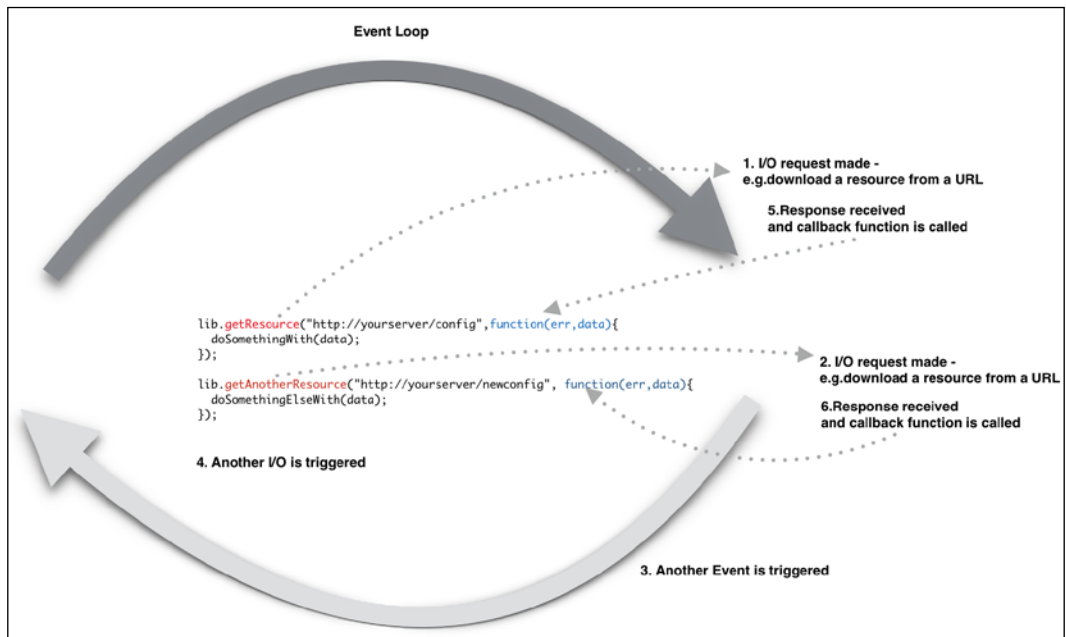 Event Loop
1. I/O request made -
e.g.download a resource from a URL
5.Response received
and callback function is called
lib.getResource("http://yourserver/config",function(err,data){
doSomethingWith(data);
});
lib.getAnotherResource("http://yourserver/newconfig", function(err,data){
doSomethingElseWith(data);
});
2. I/O request made -
e.g.download a resource from a URL
6.Response received
and callback function is called
4. Another I/O is triggered
3. Another Event is triggered